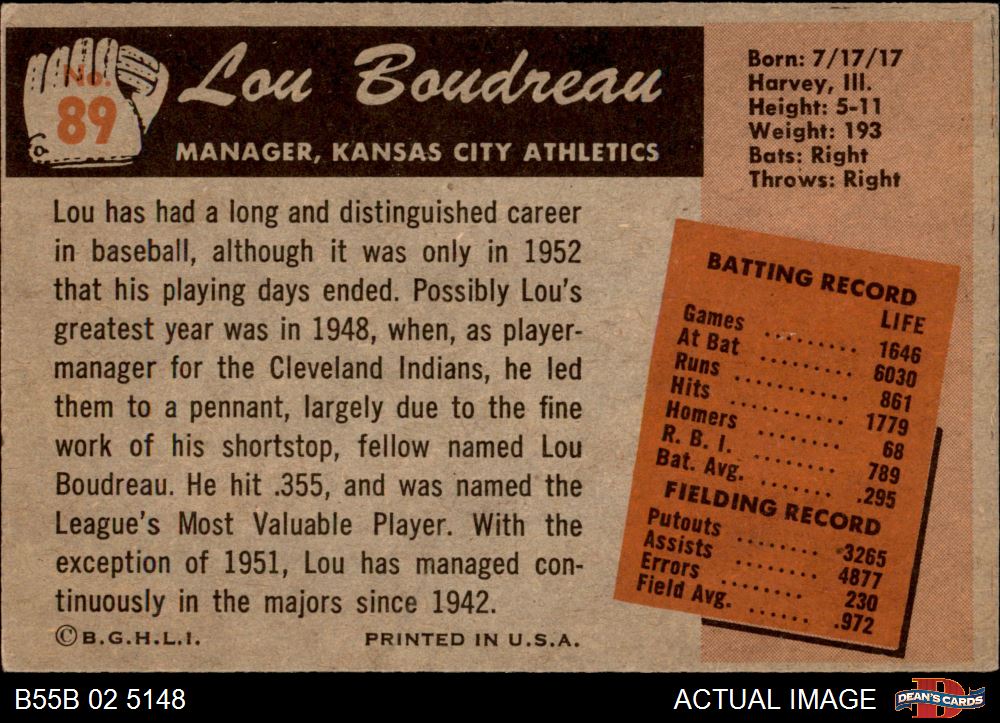 No.
89
Lou Boudreau
MANAGER, KANSAS CITY ATHLETICS
Born: 7/17/17
Harvey, Ill.
Height: 5-11
Weight: 193
Bats: Right
Throws: Right
Lou has had a long and distinguished career
in baseball, although it was only in 1952
that his playing days ended. Possibly Lou's
greatest year was in 1948, when, as player-
manager for the Cleveland Indians, he led
them to a pennant, largely due to the fine
work of his shortstop, fellow named Lou
Boudreau. He hit .355, and was named the
League's Most Valuable Player. With the
exception of 1951, Lou has managed con-
tinuously in the majors since 1942.
©B.G.H.L.I. PRINTED IN U.S.A.
BATTING RECORD
LIFE
Games ........ 1646
At Bat ........ 6030
Runs .......... 861
Hits .......... 1779
Homers ........ 68
R. B. I. ........ 789
Bat. Avg. ....... .295
FIELDING RECORD
Putouts ........ 3265
Assists ........ 4877
Errors ........ 230
Field Avg. ...... .972
B55B 02 5148 ACTUAL IMAGE
D
DEAN'S CARDS